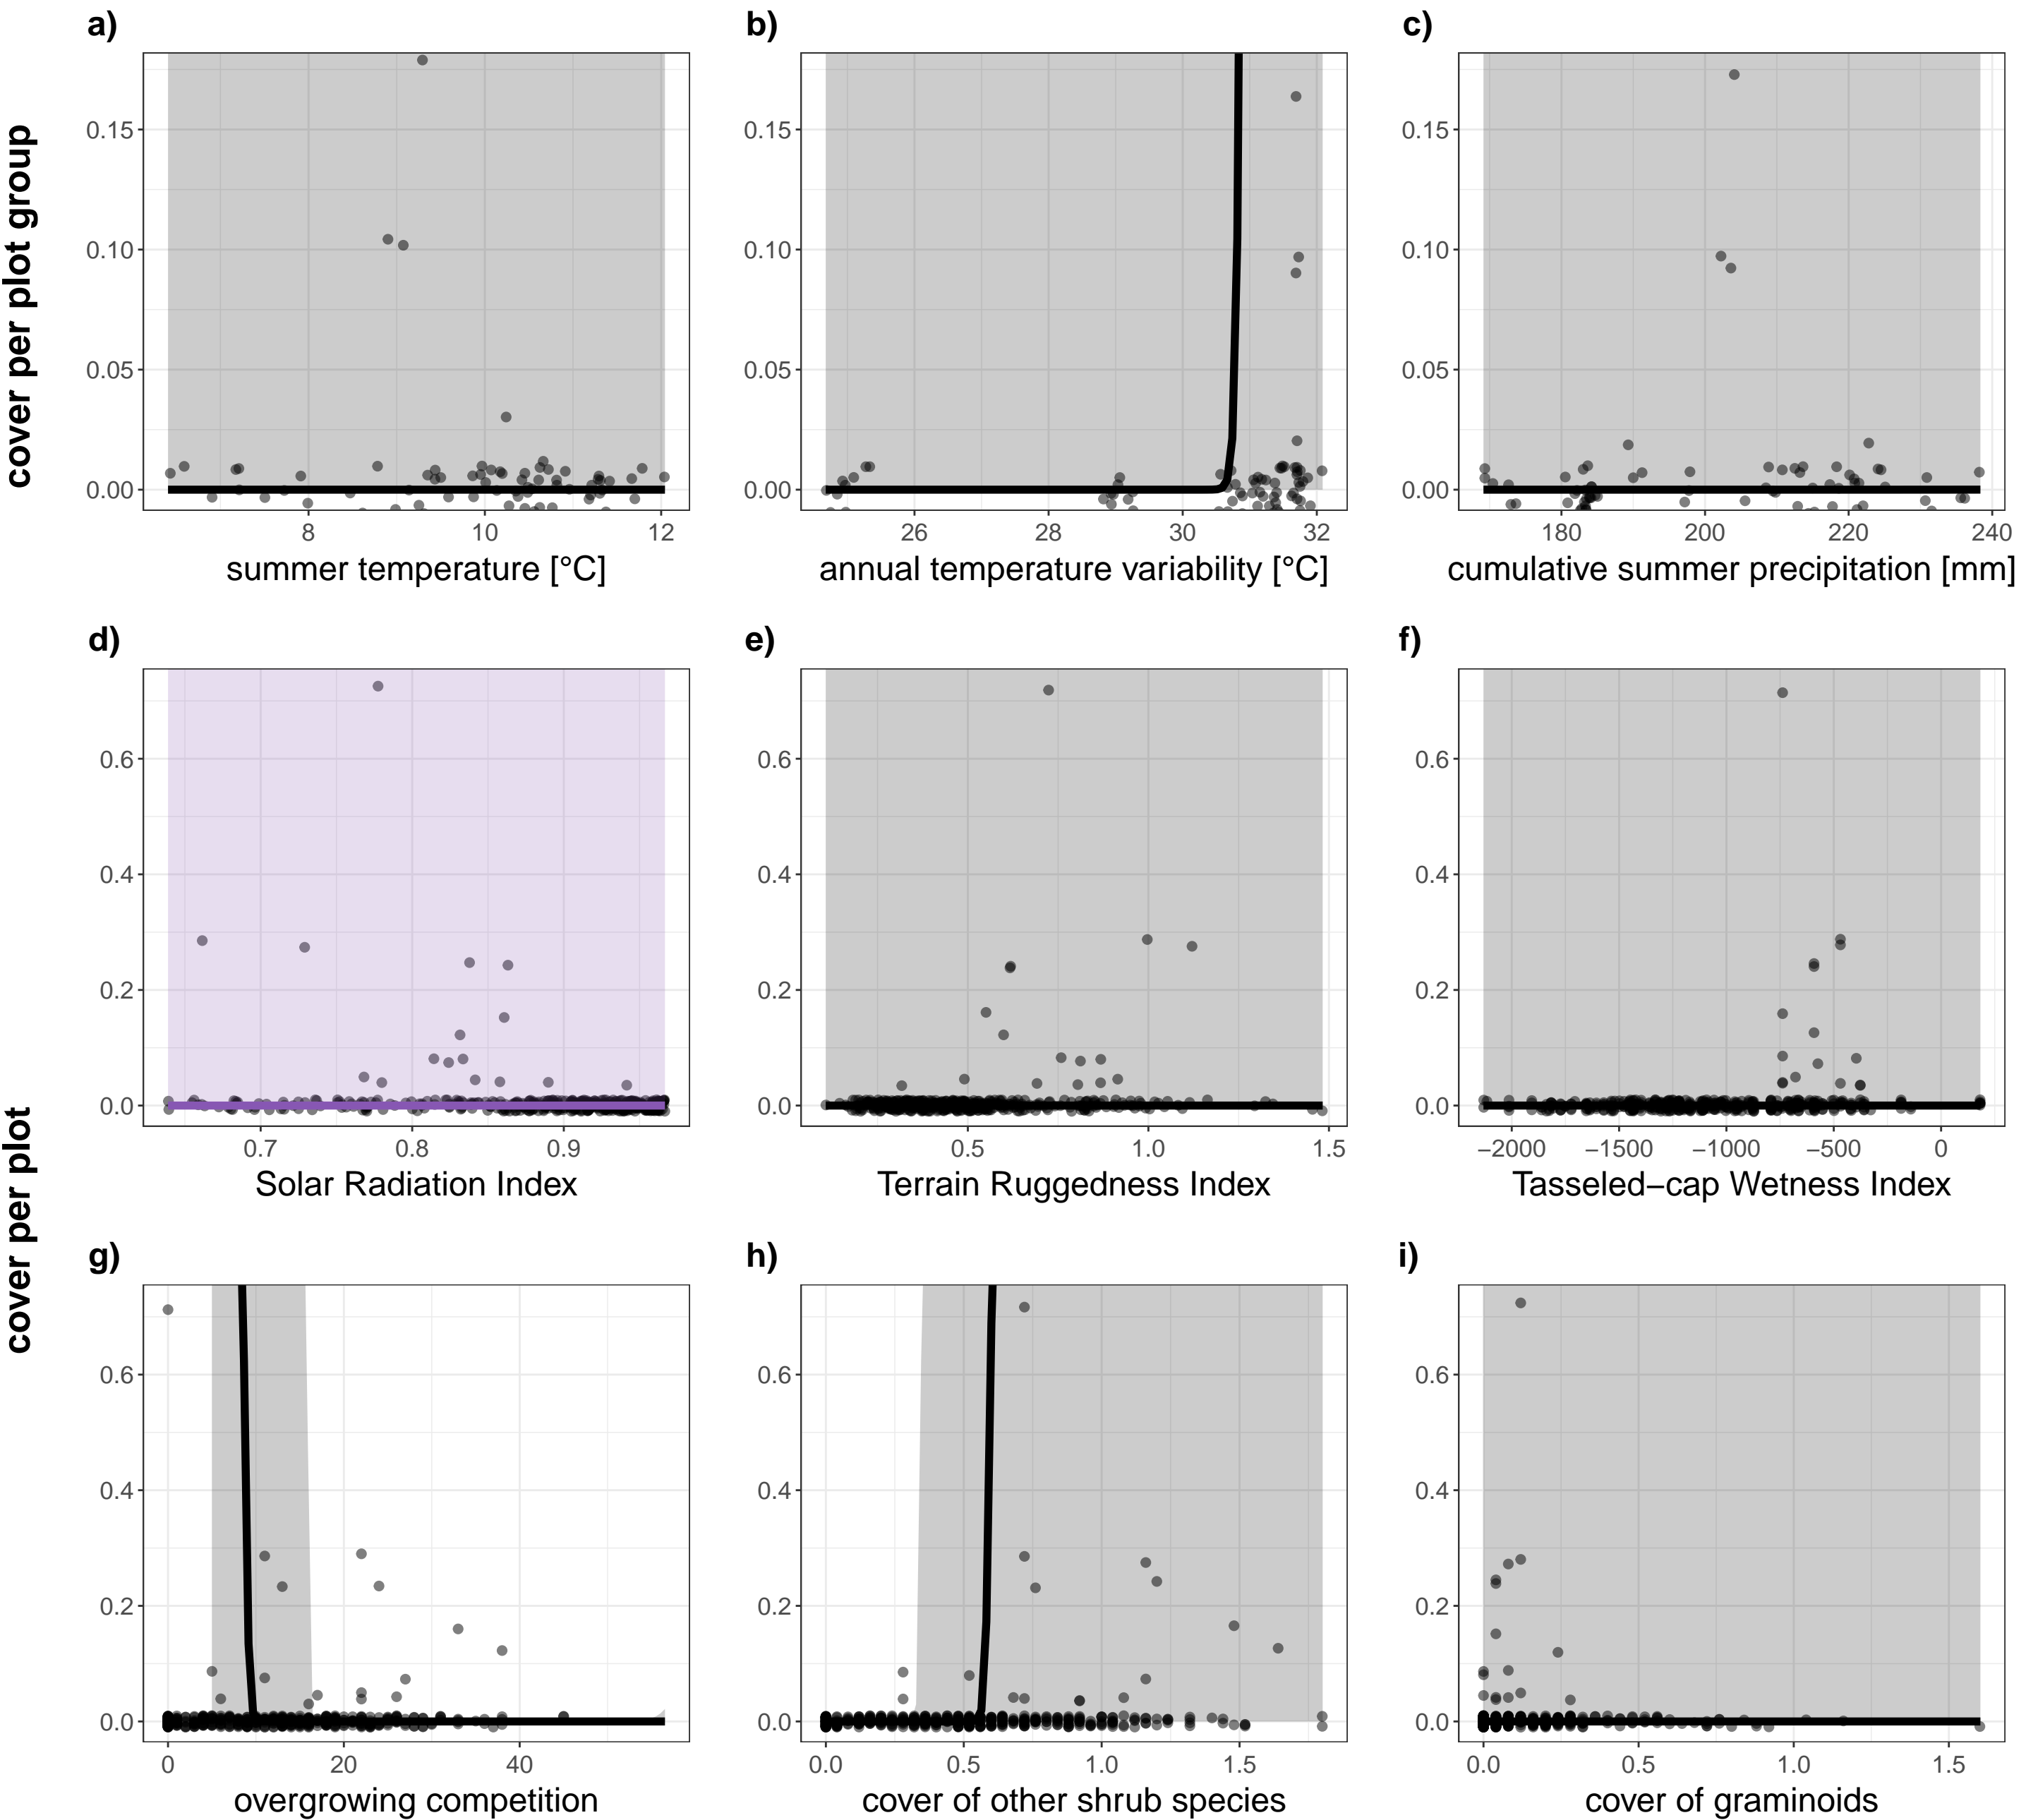 a) b) c)
cover per plot group
0.15 0.15 0.15
0.10 0.10 0.10
0.05 0.05 0.05
0.00 0.00 0.00
8 10 12 26 28 30 32 180 200 220 240
summer temperature [°C] annual temperature variability [°C] cumulative summer precipitation [mm]
d) e) f)
cover per plot
0.6 0.6 0.6
0.4 0.4 0.4
0.2 0.2 0.2
0.0 0.0 0.0
0.7 0.8 0.9 0.5 1.0 1.5 −2000 −1500 −1000 −500 0
Solar Radiation Index Terrain Ruggedness Index Tasseled−cap Wetness Index
g) h) i)
0.6 0.6 0.6
0.4 0.4 0.4
0.2 0.2 0.2
0.0 0.0 0.0
0 20 40 0.0 0.5 1.0 1.5 0.0 0.5 1.0 1.5
overgrowing competition cover of other shrub species cover of graminoids